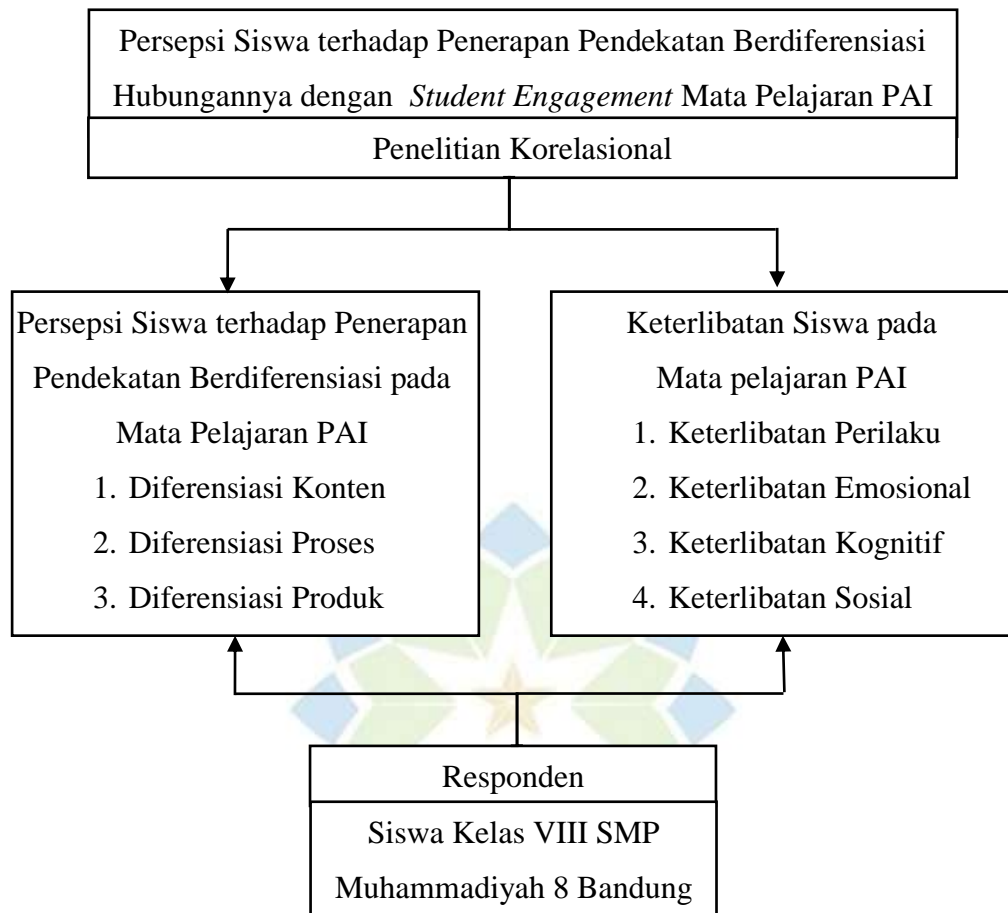 Persepsi Siswa terhadap Penerapan Pendekatan Berdiferensiasi
Hubungannya dengan Student Engagement Mata Pelajaran PAI
Penelitian Korelasional
Persepsi Siswa terhadap Penerapan
Pendekatan Berdiferensiasi pada
Mata Pelajaran PAI
1. Diferensiasi Konten
2. Diferensiasi Proses
3. Diferensiasi Produk
Keterlibatan Siswa pada
Mata pelajaran PAI
1. Keterlibatan Perilaku
2. Keterlibatan Emosional
3. Keterlibatan Kognitif
4. Keterlibatan Sosial
Responden
Siswa Kelas VIII SMP
Muhammadiyah 8 Bandung